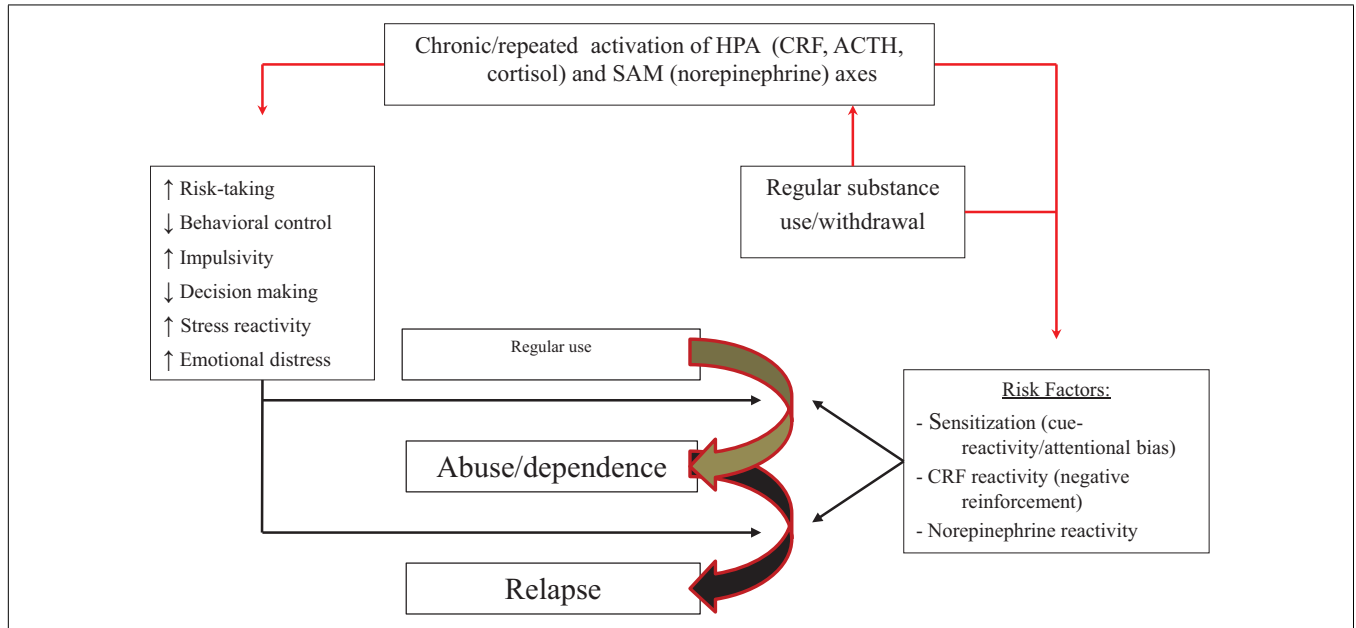 Chronic/repeated activation of HPA (CRF, ACTH,
cortisol) and SAM (norepinephrine) axes
Regular substance
use/withdrawal
↑ Risk-taking
↓ Behavioral control
↑ Impulsivity
↓ Decision making
↑ Stress reactivity
↑ Emotional distress
Regular use
Abuse/dependence
Relapse
Risk Factors:
- Sensitization (cue-
reactivity/attentional bias)
- CRF reactivity (negative
reinforcement)
- Norepinephrine reactivity